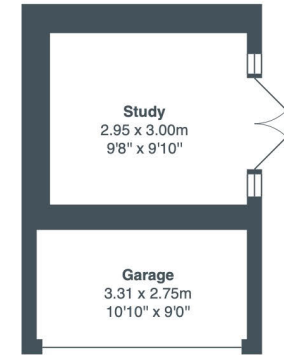 Study
2.95 x 3.00m
9'8" x 9'10"
Garage
3.31 x 2.75m
10'10" x 9'0"